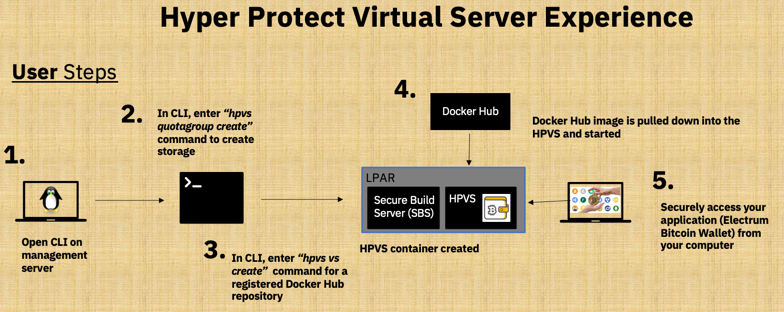 Hyper Protect Virtual Server Experience
User Steps
1.
Open CLI on
management
server
2.
In CLI, enter “hpvs
quotagroup create”
command to create
storage
>_
3.
In CLI, enter “hpvs vs
create” command for a
registered Docker Hub
repository
4.
Docker Hub
Docker Hub image is pulled down into the
HPVS and started
LPAR
Secure Build
Server (SBS)
HPVS
HPVS container created
5.
Securely access your
application (Electrum
Bitcoin Wallet) from
your computer